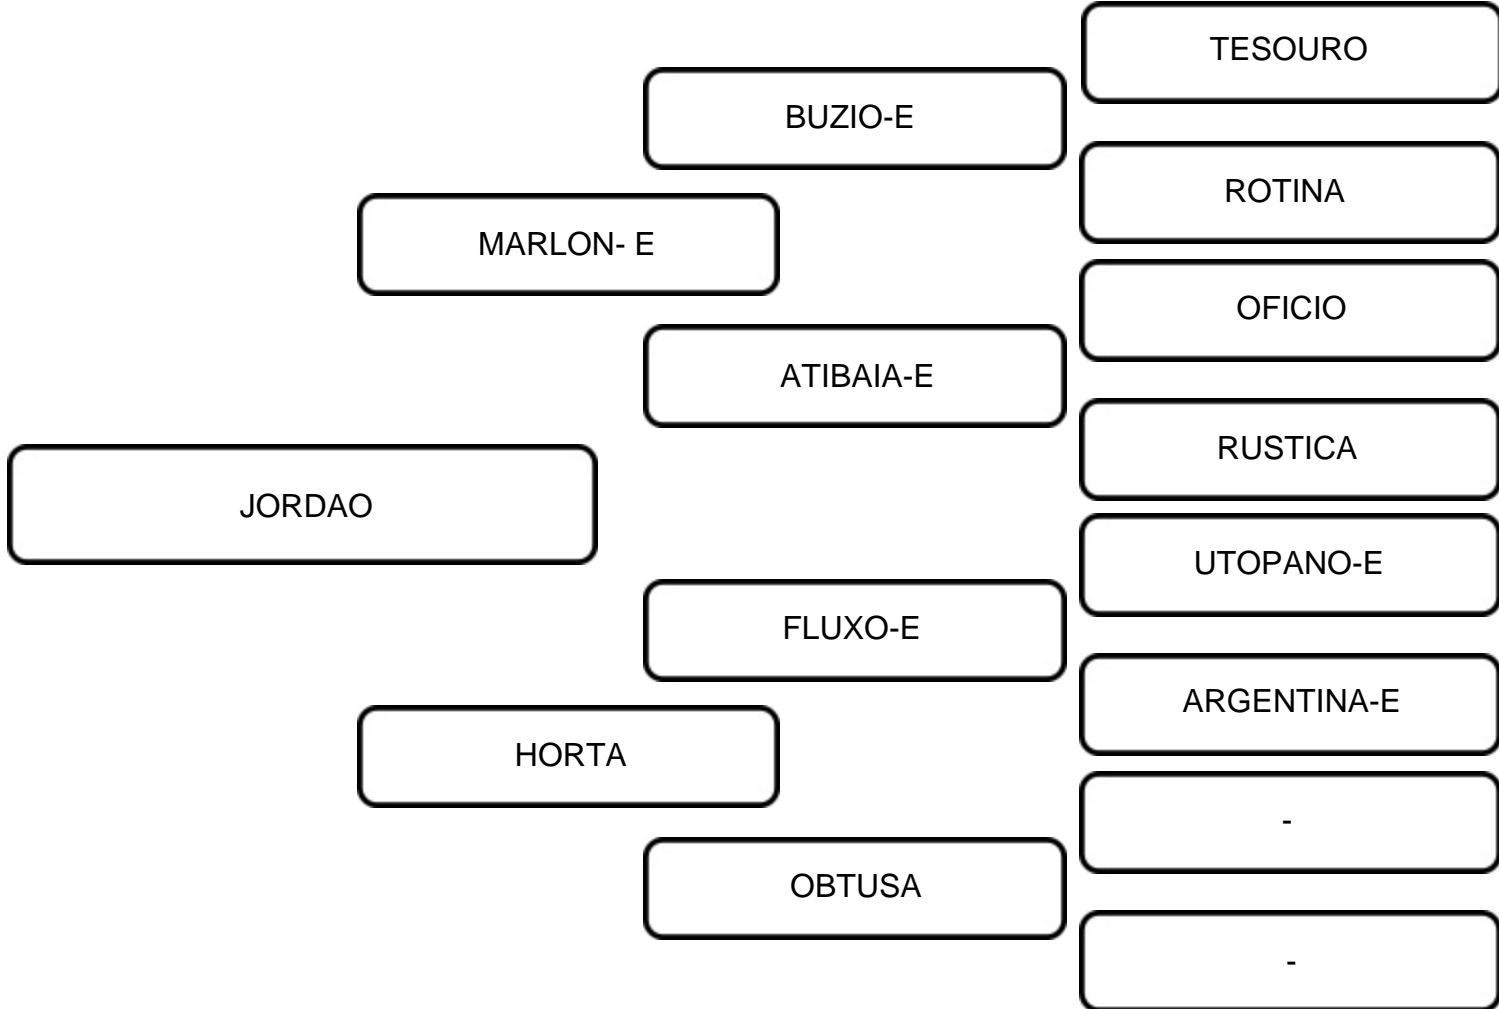 TESOURO
BUZIO-E
ROTINA
MARLON- E
OFICIO
ATIBAIA-E
RUSTICA
JORDAO
UTOPANO-E
FLUXO-E
ARGENTINA-E
HORTA
-
OBTUSA
-